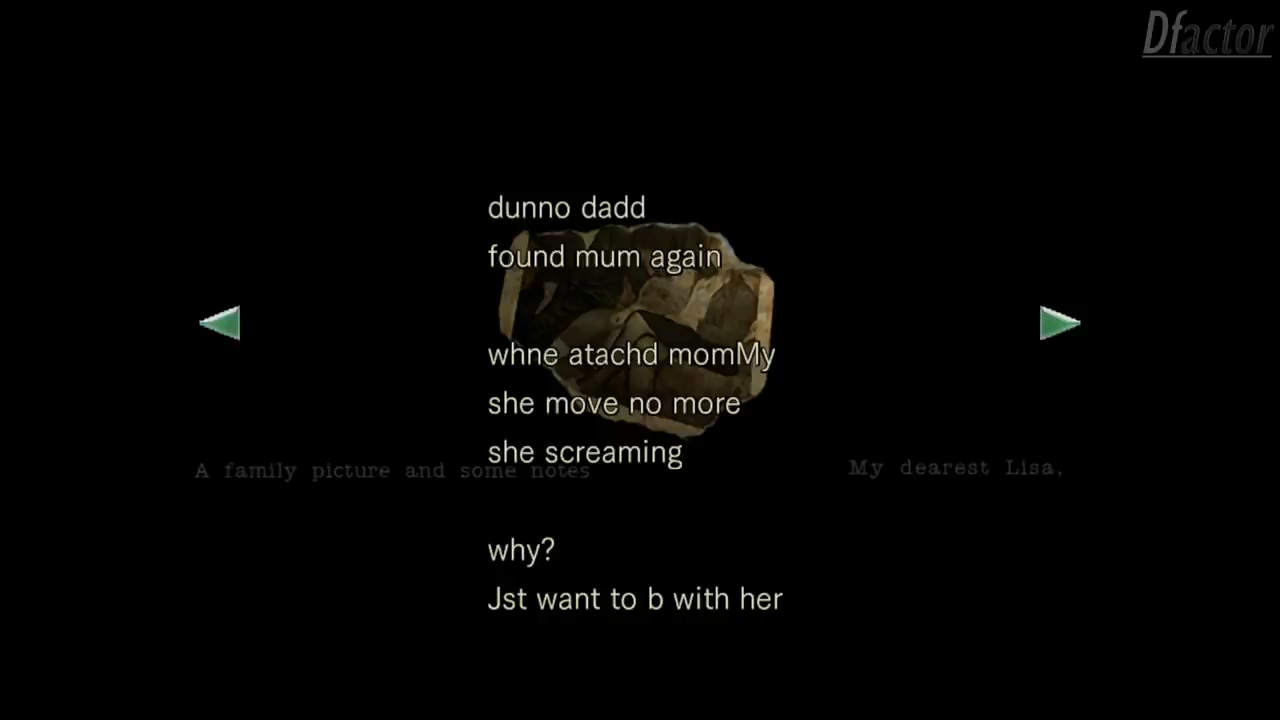 Dfactor
dunno dadd
found mum again
whne atachd momMy
she move no more
she screaming
A family picture and some notes
My dearest Lisa,
why?
Jst want to b with her